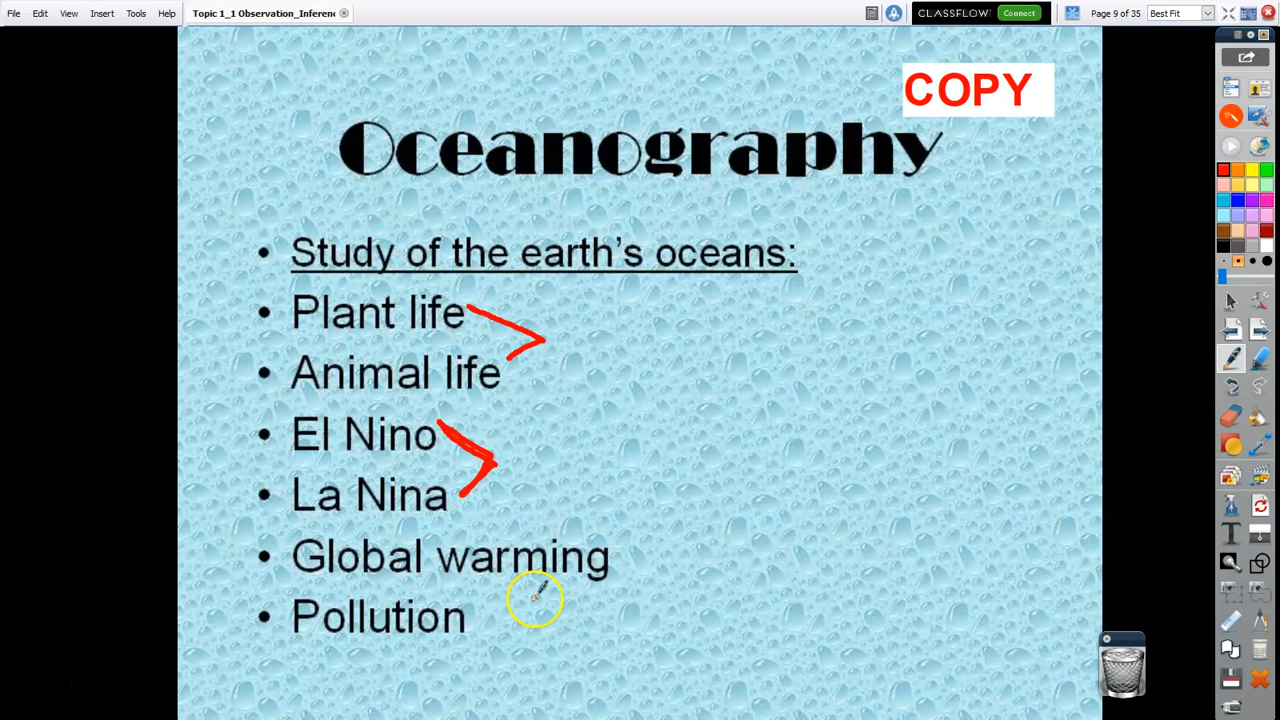 File Edit View Insert Tools Help Topic 1_1 Observation_Inferen CLASSFLOW Connect Page 9 of 35 Best Fit
COPY
Oceanography
• Study of the earth's oceans:
• Plant life
• Animal life
• El Nino
• La Nina
• Global warming
• Pollution